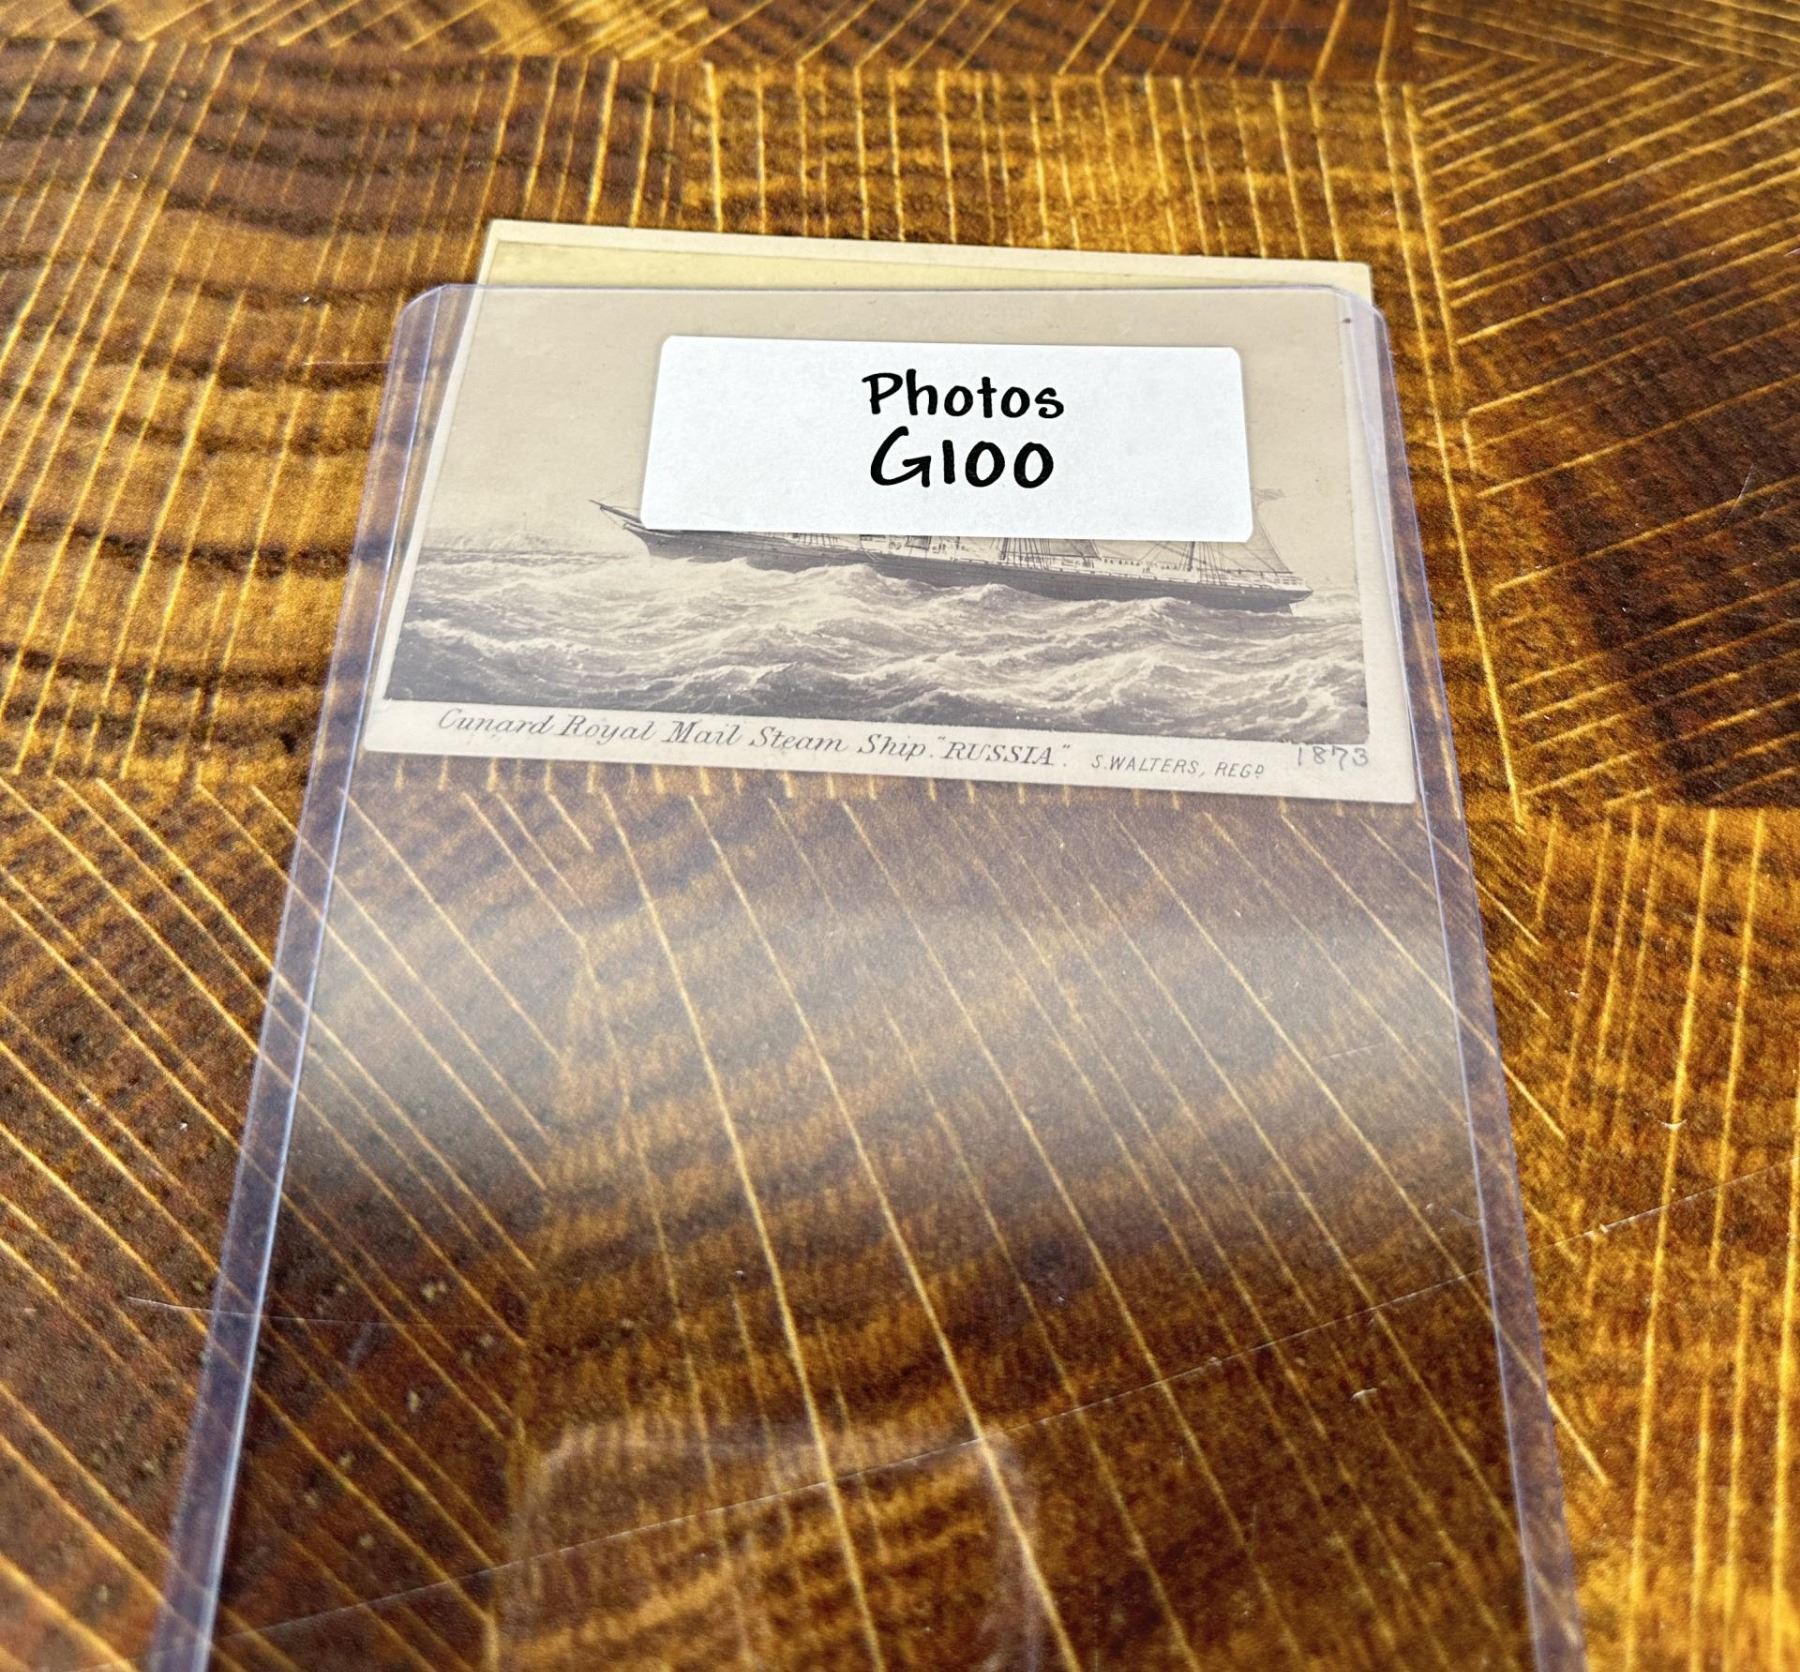 Photos
G100
Cunard Royal Mail Steam Ship. "RUSSIA". S. WALTERS, REGD 1873